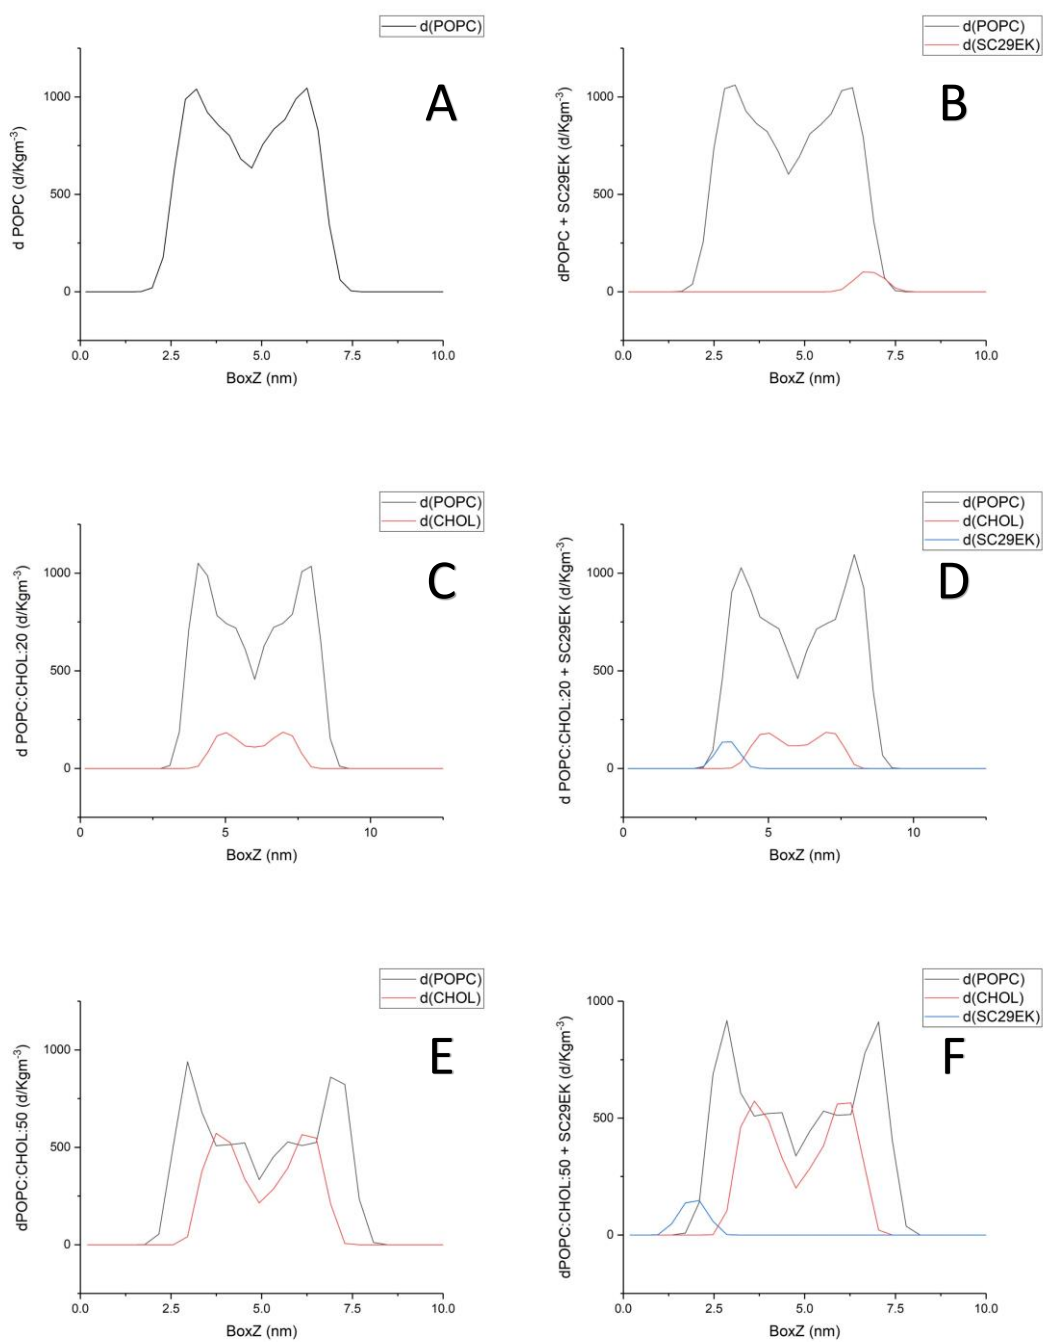 d(POPC)
A
1000
500
0
d POPC (d/Kgm-3)
0.0 2.5 5.0 7.5 10.0
BoxZ (nm)
d(POPC)
d(SC29EK)
B
1000
500
0
dPOPC + SC29EK (d/Kgm-3)
0.0 2.5 5.0 7.5 10.0
BoxZ (nm)
d(POPC)
d(CHOL)
C
1000
500
0
d POPC:CHOL:20 (d/Kgm-3)
0 5 10
BoxZ (nm)
d(POPC)
d(CHOL)
d(SC29EK)
D
1000
500
0
d POPC:CHOL:20 + SC29EK (d/Kgm-3)
0 5 10
BoxZ (nm)
d(POPC)
d(CHOL)
E
1000
500
0
dPOPC:CHOL:50 (d/Kgm-3)
0.0 2.5 5.0 7.5 10.0
BoxZ (nm)
d(POPC)
d(CHOL)
d(SC29EK)
F
1000
500
0
dPOPC:CHOL:50 + SC29EK (d/Kgm-3)
0.0 2.5 5.0 7.5 10.0
BoxZ (nm)